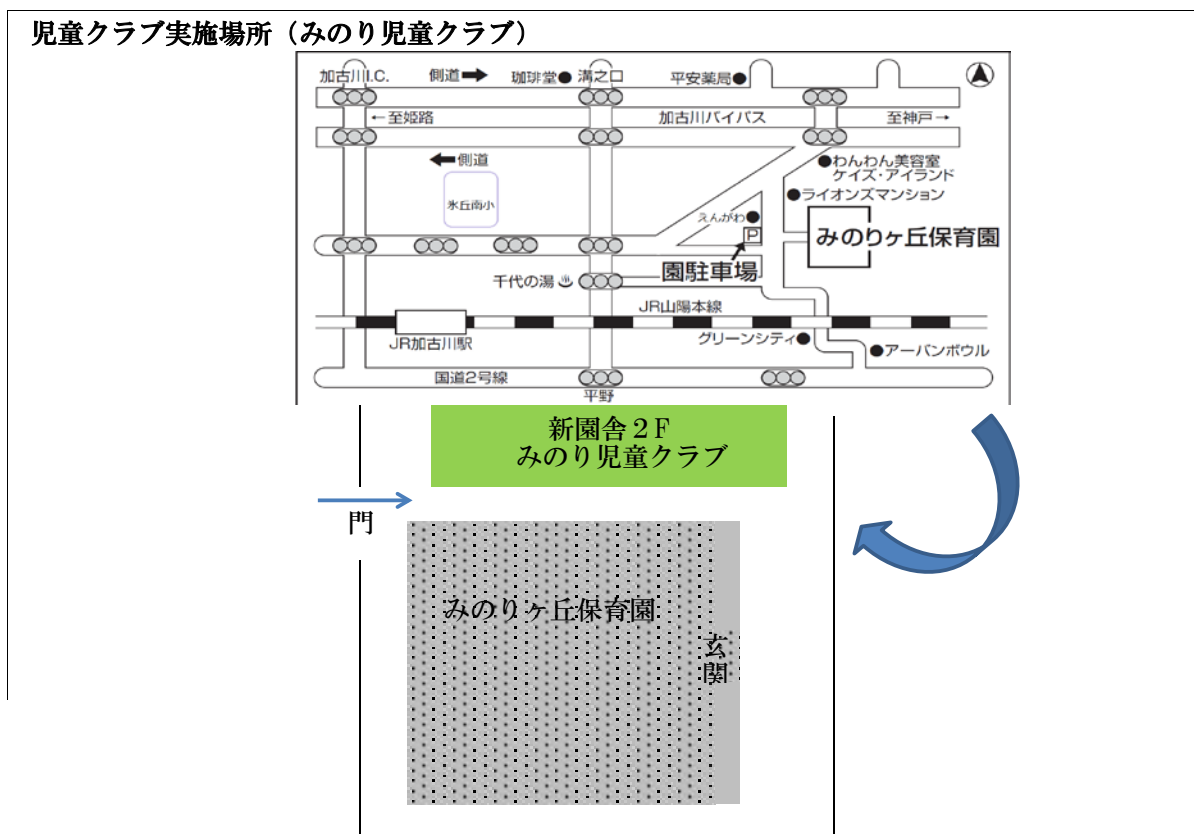 児童クラブ実施場所（みのり児童クラブ）
加古川I.C.
側道
珈琲堂
溝之口
平安薬局
←至姫路
加古川バイパス
至神戸→
側道
わんわん美容室
ケイズ・アイランド
氷丘南小
ライオンズマンション
えんがわ
P
みのりヶ丘保育園
園駐車場
千代の湯
JR山陽本線
JR加古川駅
グリーンシティ
アーバンボウル
国道2号線
平野
新園舎２F
みのり児童クラブ
門
みのりヶ丘保育園
玄関